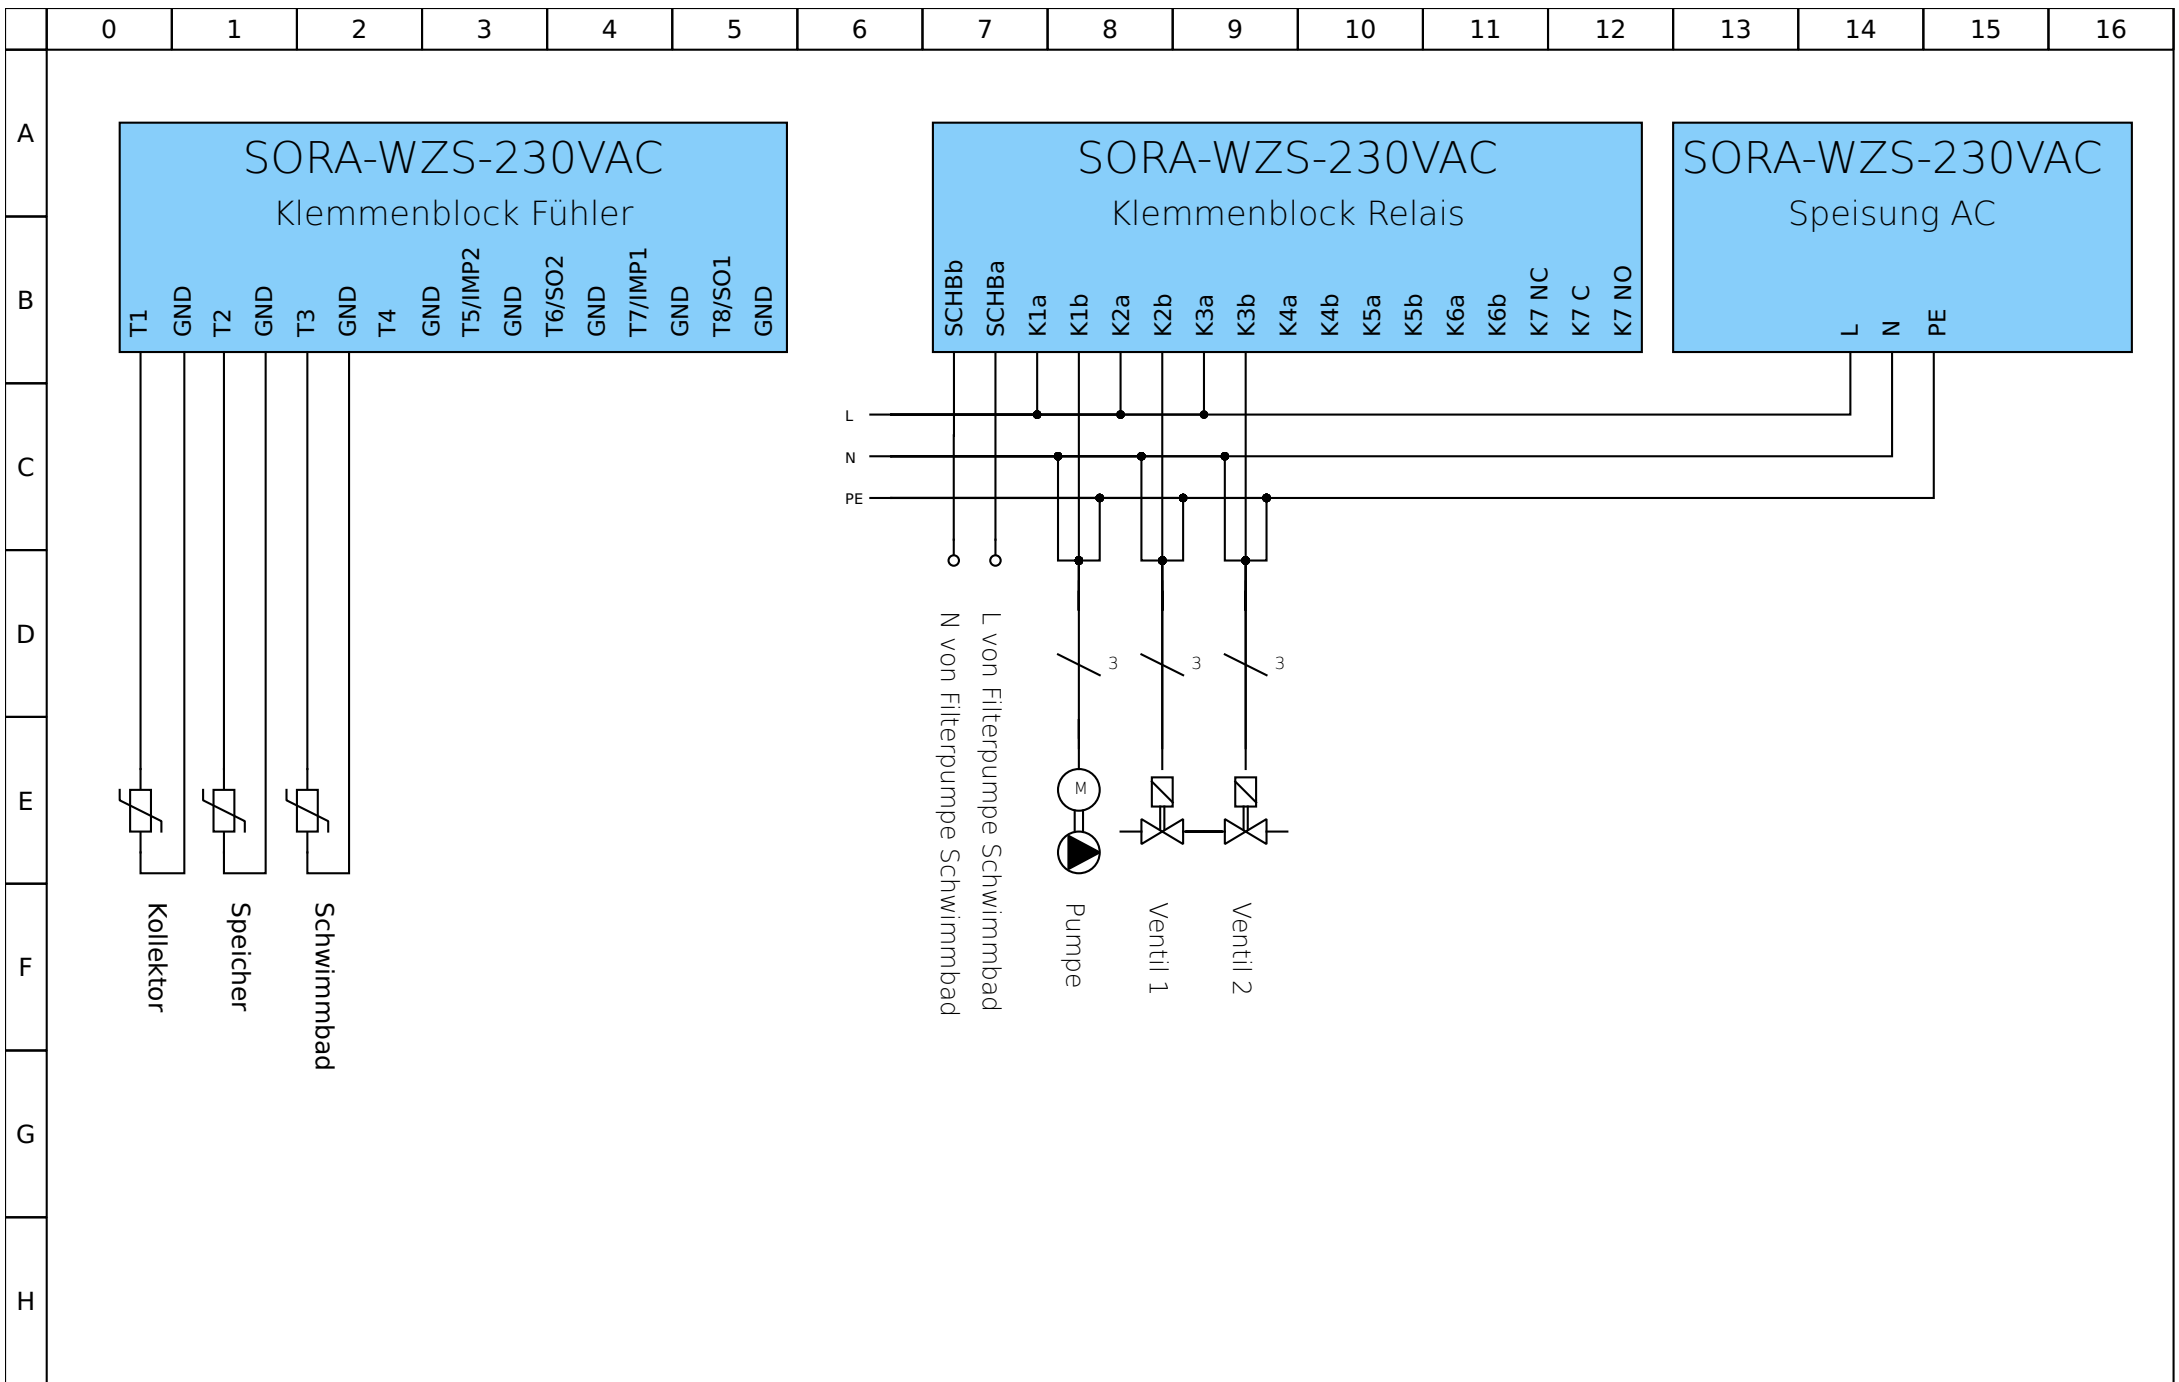 0 1 2 3 4 5 6 7 8 9 10 11 12 13 14 15 16
A
B
C
D
E
F
G
H
SORA-WZS-230VAC
Klemmenblock Fühler
T1
GND
T2
GND
T3
GND
T4
GND
T5/IMP2
GND
T6/SO2
GND
T7/IMP1
GND
T8/SO1
GND
Kollektor
Speicher
Schwimmbad
SORA-WZS-230VAC
Klemmenblock Relais
SCHBb
SCHBa
K1a
K1b
K2a
K2b
K3a
K3b
K4a
K4b
K5a
K5b
K6a
K6b
K7 NC
K7 C
K7 NO
SORA-WZS-230VAC
Speisung AC
L
N
PE
L
N
PE
N von Filterpumpe Schwimmbad
L von Filterpumpe Schwimmbad
3
3
3
M
Pumpe
Ventil 1
Ventil 2